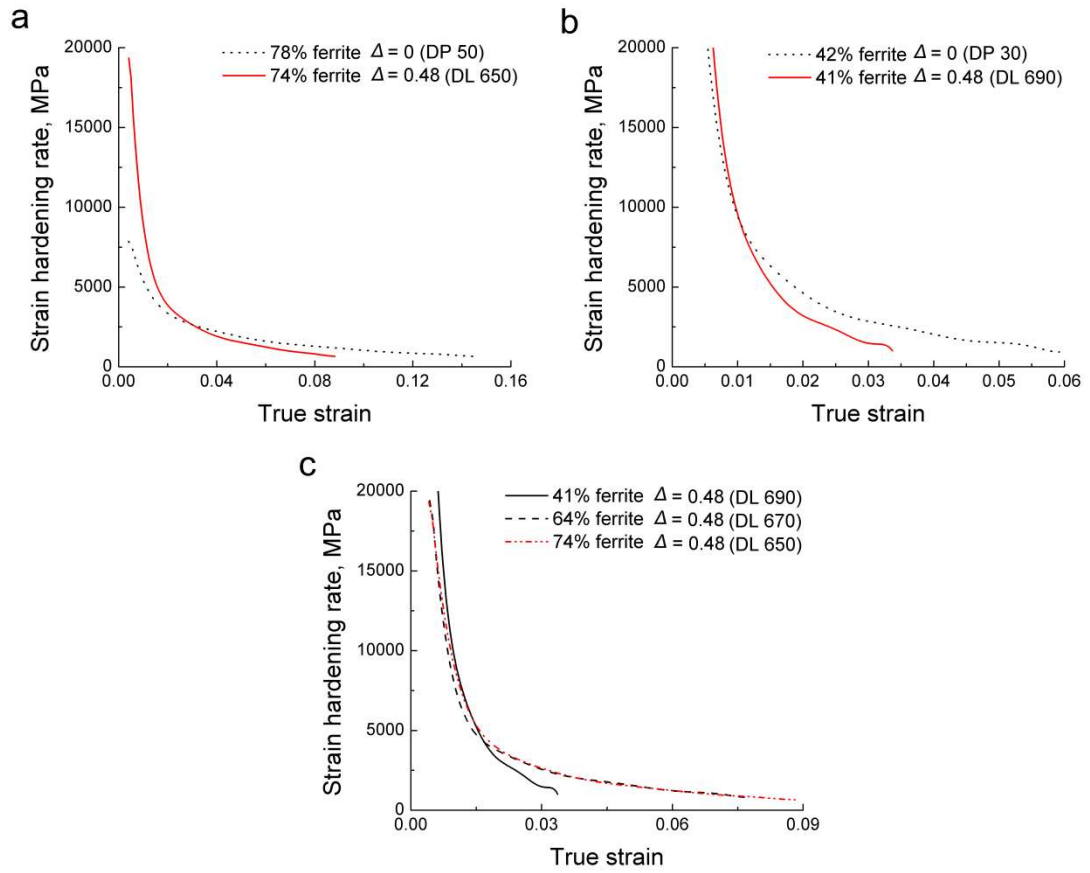 a
78% ferrite Δ = 0 (DP 50)
74% ferrite Δ = 0.48 (DL 650)
Strain hardening rate, MPa
20000
15000
10000
5000
0
0.00 0.04 0.08 0.12 0.16
True strain
b
42% ferrite Δ = 0 (DP 30)
41% ferrite Δ = 0.48 (DL 690)
Strain hardening rate, MPa
20000
15000
10000
5000
0
0.00 0.01 0.02 0.03 0.04 0.05 0.06
True strain
c
41% ferrite Δ = 0.48 (DL 690)
64% ferrite Δ = 0.48 (DL 670)
74% ferrite Δ = 0.48 (DL 650)
Strain hardening rate, MPa
20000
15000
10000
5000
0
0.00 0.03 0.06 0.09
True strain